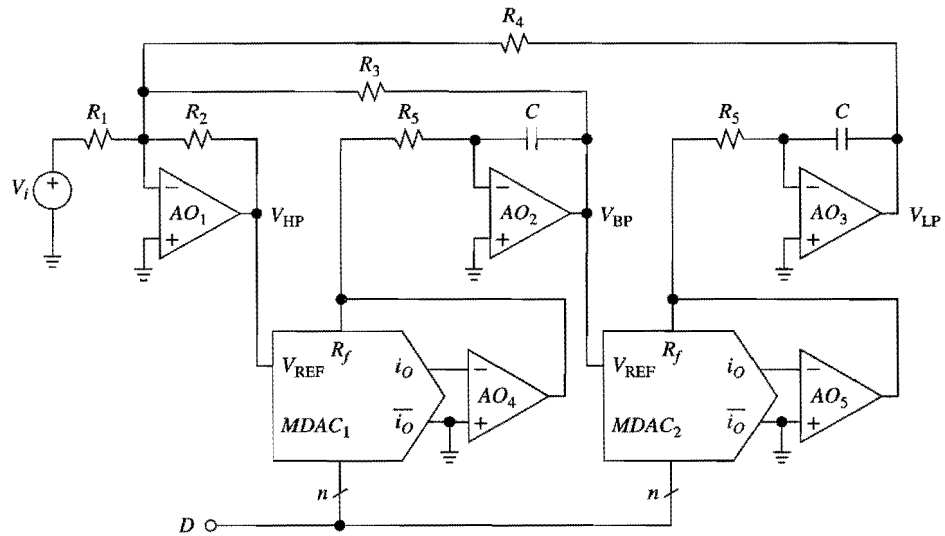 R4
R3
R1
R2
R5
C
R5
C
Vi
+
−
+
AO1
VHP
−
+
AO2
VBP
−
+
AO3
VLP
VREF
Rf
iO
iO
MDAC1
−
+
AO4
VREF
Rf
iO
iO
MDAC2
−
+
AO5
n
n
D